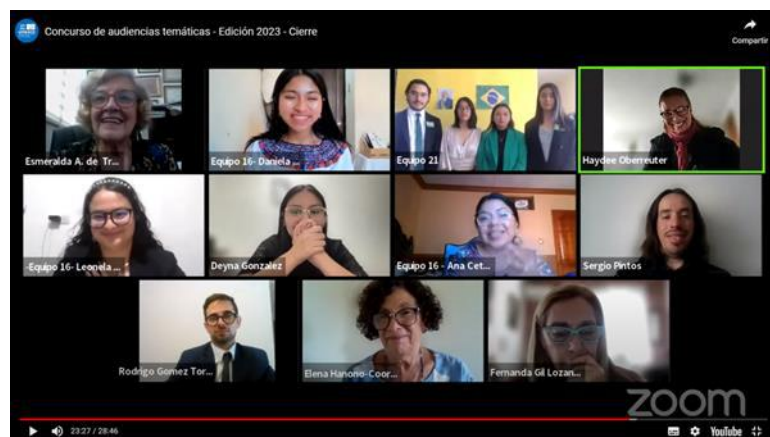 Concurso de audiencias temáticas - Edición 2023 - Cierre
Compartir
Esmeralda A. de Tr...
Equipo 16- Daniela ...
Equipo 21
Haydee Oberreuter
-Equipo 16- Leonela ...
Deyna Gonzalez
Equipo 16 - Ana Cet...
Sergio Pintos
Rodrigo Gomez Tor...
Elena Hanono-Coor...
Fernanda Gil Lozan...
zoom
23:27 / 28:46
YouTube